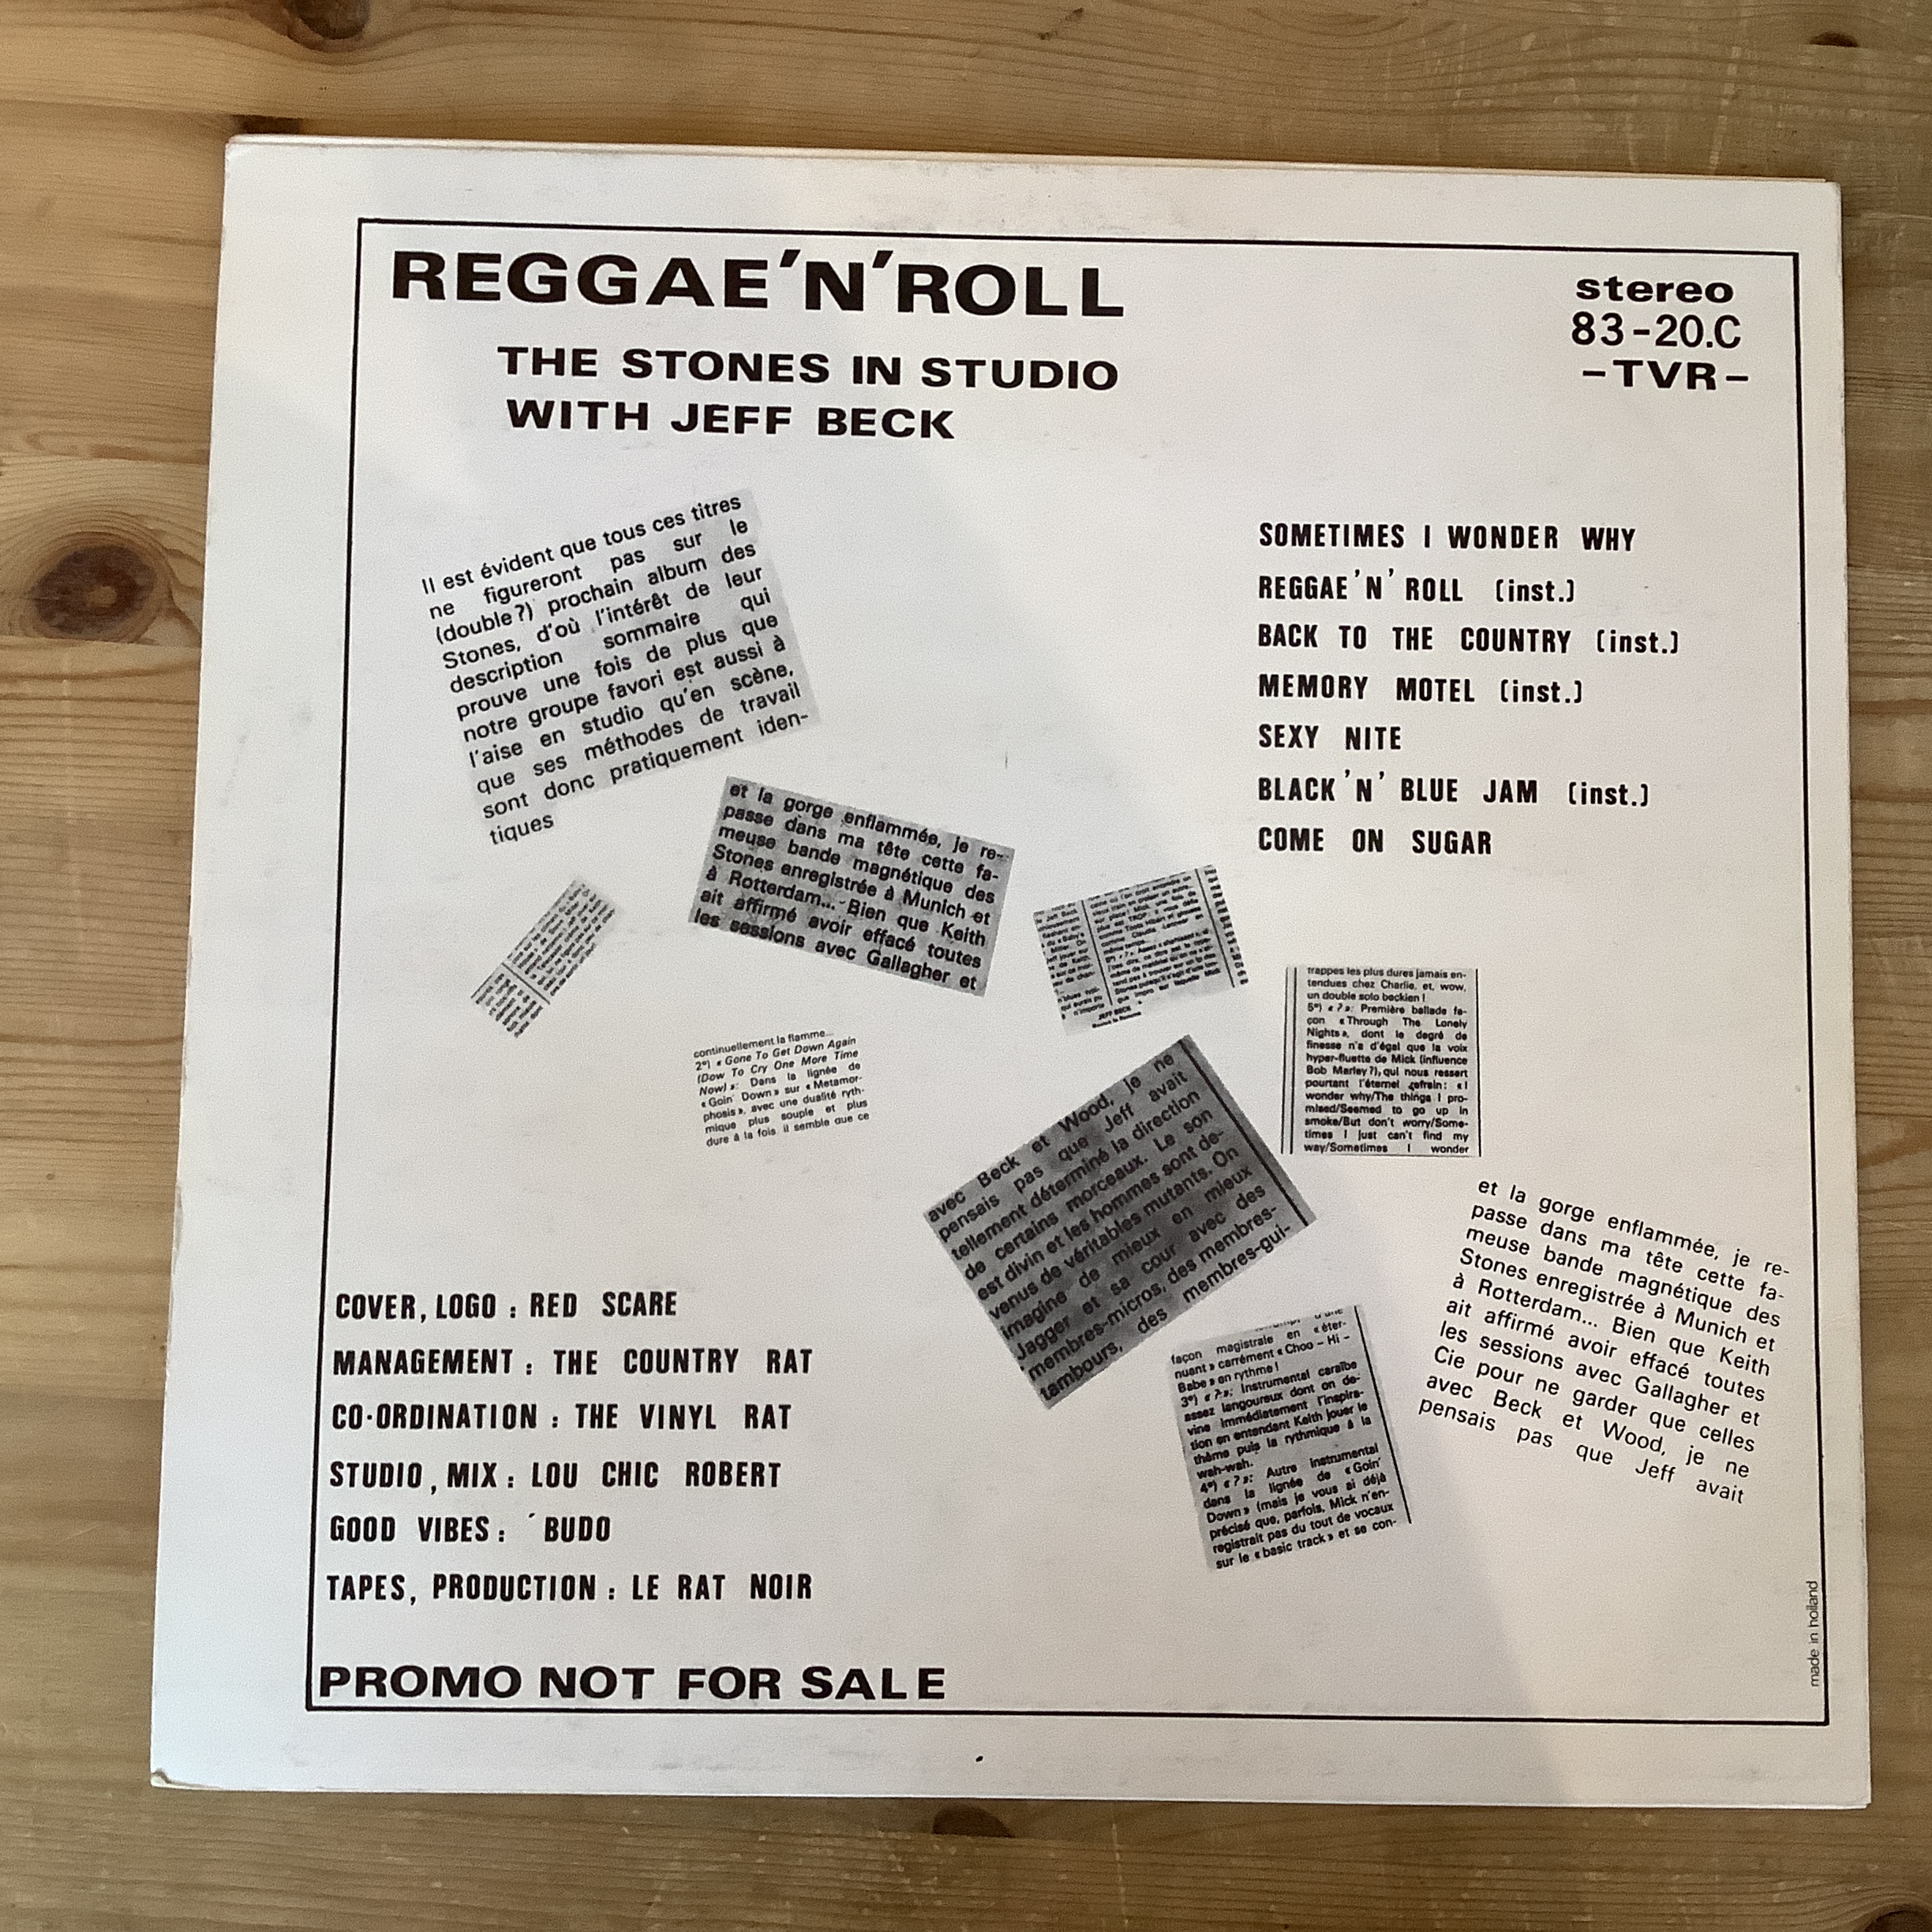 REGGAE'N'ROLL
THE STONES IN STUDIO
WITH JEFF BECK
stereo
83-20.C
-TVR-
SOMETIMES I WONDER WHY
REGGAE'N'ROLL (inst.)
BACK TO THE COUNTRY (inst.)
MEMORY MOTEL (inst.)
SEXY NITE
BLACK'N'BLUE JAM (inst.)
COME ON SUGAR
Il est évident que tous ces titres
ne figureront pas sur le
(double ?) prochain album des
Stones, d'où l'intérêt de leur
description sommaire qui
prouve une fois de plus que
notre groupe favori est aussi à
l'aise en studio qu'en scène,
que ses méthodes de travail
sont donc pratiquement iden-
tiques
et la gorge enflammée, je re-
passe dans ma tête cette fa-
meuse bande magnétique des
Stones enregistrée à Munich et
à Rotterdam... Bien que Keith
ait affirmé avoir effacé toutes
les sessions avec Gallagher et
JEFF BECK
continuellement la flamme...
2°) « Gone To Get Down Again
(Dow To Cry One More Time
Now) »: Dans la lignée de
« Goin' Down » sur « Metamor-
phosis », avec une dualité ryth-
mique plus souple et plus
dure à la fois il semble que ce
trappes les plus dures jamais en-
tendues chez Charlie, et, wow,
un double solo beckien !
5°) « ? »: Première ballade fa-
çon « Through The Lonely
Nights », dont le degré de
finesse n'a d'égal que la voix
hyper-fluette de Mick (influence
Bob Marley ?), qui nous ressert
pourtant l'éternel refrain: « I
wonder why/The things I pro-
mised/Seemed to go up in
smoke/But don't worry/Some-
times I just can't find my
way/Sometimes I wonder
avec Beck et Wood, je ne
pensais pas que Jeff avait
tellement déterminé la direction
de certains morceaux. Le son
est divin et les hommes sont de-
venus de véritables mutants. On
imagine de mieux en mieux
Jagger et sa cour avec des
membres-micros, des membres-
tambours, des membres-gui-
et la gorge enflammée, je re-
passe dans ma tête cette fa-
meuse bande magnétique des
Stones enregistrée à Munich et
à Rotterdam... Bien que Keith
ait affirmé avoir effacé toutes
les sessions avec Gallagher et
Cie pour ne garder que celles
avec Beck et Wood, je ne
pensais pas que Jeff avait
façon magistrale en « éter-
nuant » carrément « Choo – Hi –
Babe » en rythme !
3°) « ? »: Instrumental caraïbe
assez langoureux dont on de-
vine immédiatement l'inspira-
tion en entendant Keith jouer le
thème puis la rythmique à la
wah-wah.
4°) « ? »: Autre instrumental
dans la lignée de « Goin'
Down » (mais je vous ai déjà
précisé que, parfois, Mick n'en-
registrait pas du tout de vocaux
sur le « basic track » et se con-
COVER, LOGO : RED SCARE
MANAGEMENT : THE COUNTRY RAT
CO-ORDINATION : THE VINYL RAT
STUDIO, MIX : LOU CHIC ROBERT
GOOD VIBES : ´BUDO
TAPES, PRODUCTION : LE RAT NOIR
PROMO NOT FOR SALE
made in holland